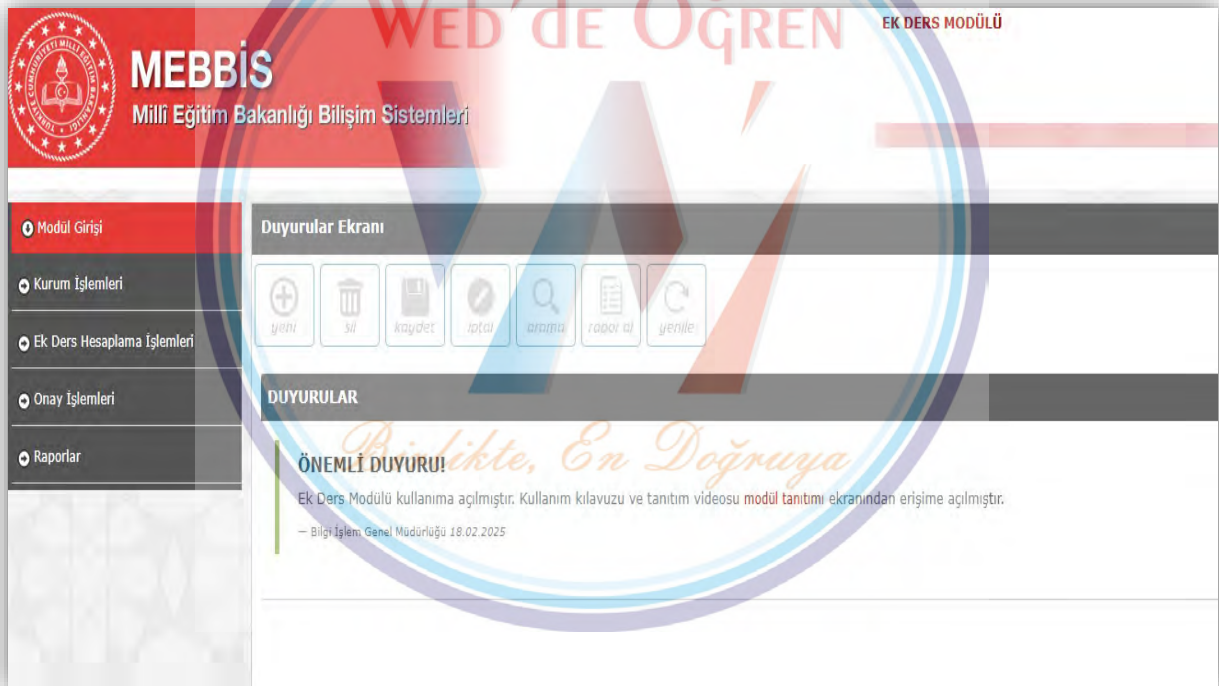 WEB'DE ÖĞREN
EK DERS MODÜLÜ
MEBBİS
Millî Eğitim Bakanlığı Bilişim Sistemleri
Modül Girişi
Kurum İşlemleri
Ek Ders Hesaplama İşlemleri
Onay İşlemleri
Raporlar
Duyurular Ekranı
yeni
sil
kaydet
iptal
arama
rapor al
yenile
DUYURULAR
Birlikte, En Doğruya
ÖNEMLİ DUYURU!
Ek Ders Modülü kullanıma açılmıştır. Kullanım kılavuzu ve tanıtım videosu modül tanıtımı ekranından erişime açılmıştır.
— Bilgi İşlem Genel Müdürlüğü 18.02.2025